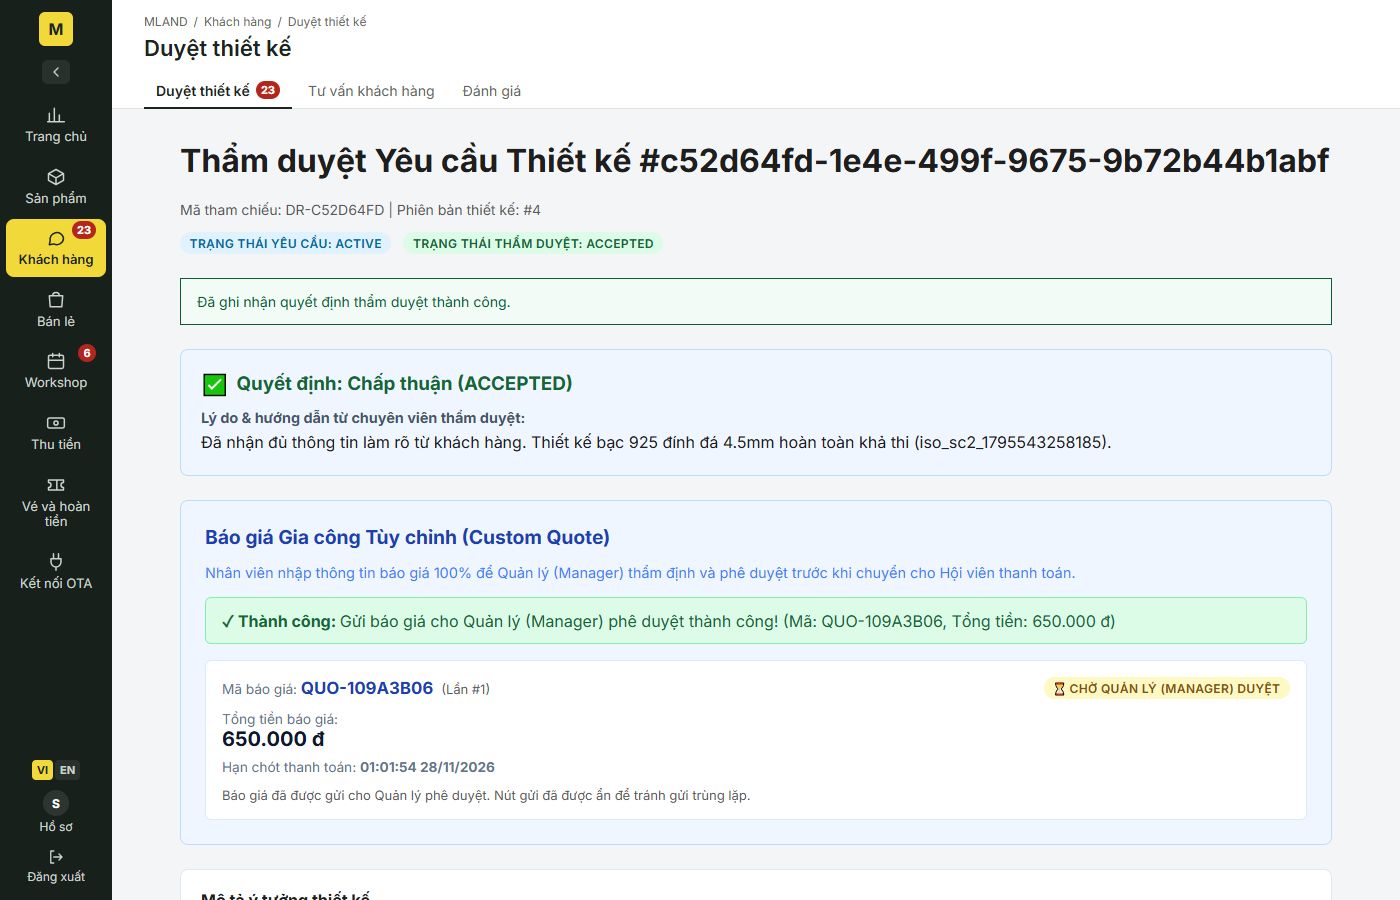 M
MLAND / Khách hàng / Duyệt thiết kế
Duyệt thiết kế
Duyệt thiết kế 23
Tư vấn khách hàng
Đánh giá
Trang chủ
Sản phẩm
23
Khách hàng
Bán lẻ
6
Workshop
Thu tiền
Vé và hoàn
tiền
Kết nối OTA
VI EN
S
Hồ sơ
Đăng xuất
Thẩm duyệt Yêu cầu Thiết kế #c52d64fd-1e4e-499f-9675-9b72b44b1abf
Mã tham chiếu: DR-C52D64FD | Phiên bản thiết kế: #4
TRẠNG THÁI YÊU CẦU: ACTIVE
TRẠNG THÁI THẨM DUYỆT: ACCEPTED
Đã ghi nhận quyết định thẩm duyệt thành công.
✅ Quyết định: Chấp thuận (ACCEPTED)
Lý do & hướng dẫn từ chuyên viên thẩm duyệt:
Đã nhận đủ thông tin làm rõ từ khách hàng. Thiết kế bạc 925 đính đá 4.5mm hoàn toàn khả thi (iso_sc2_1795543258185).
Báo giá Gia công Tùy chỉnh (Custom Quote)
Nhân viên nhập thông tin báo giá 100% để Quản lý (Manager) thẩm định và phê duyệt trước khi chuyển cho Hội viên thanh toán.
✓ Thành công: Gửi báo giá cho Quản lý (Manager) phê duyệt thành công! (Mã: QUO-109A3B06, Tổng tiền: 650.000 đ)
Mã báo giá: QUO-109A3B06 (Lần #1)
⏳ CHỜ QUẢN LÝ (MANAGER) DUYỆT
Tổng tiền báo giá:
650.000 đ
Hạn chót thanh toán: 01:01:54 28/11/2026
Báo giá đã được gửi cho Quản lý phê duyệt. Nút gửi đã được ẩn để tránh gửi trùng lặp.
Mô tả ý tưởng thiết kế